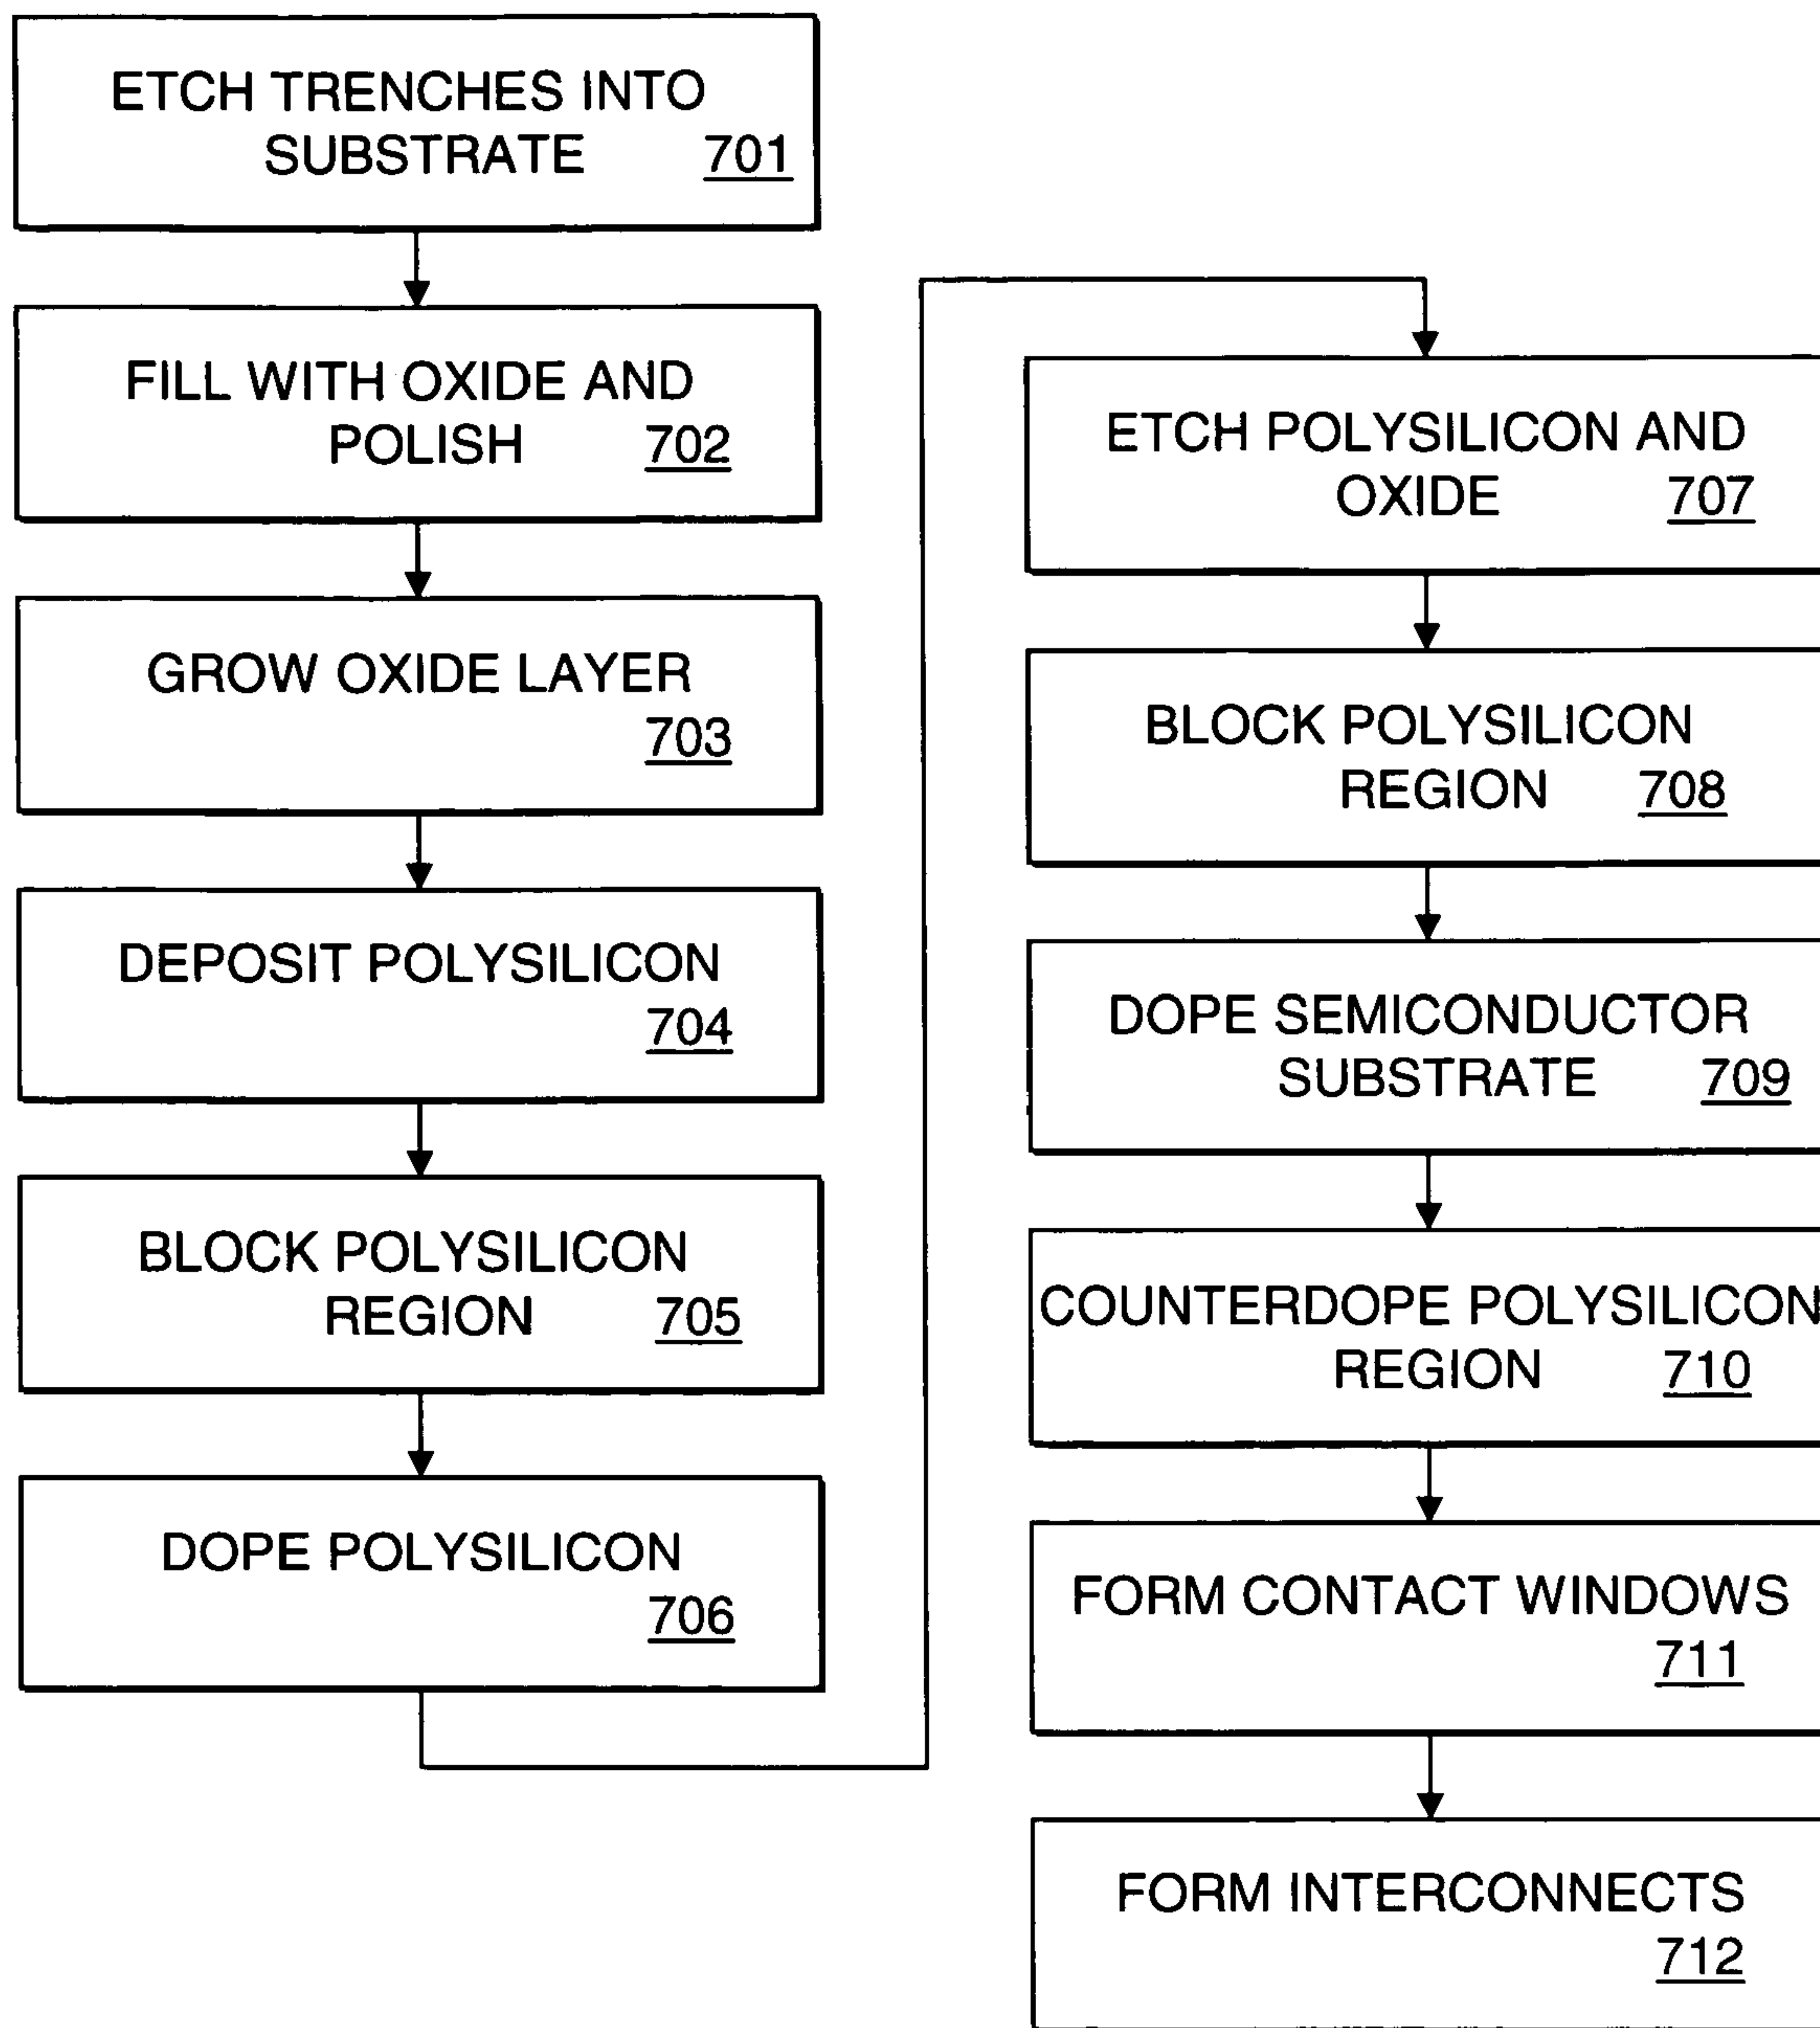 ETCH TRENCHES INTO
SUBSTRATE 701
FILL WITH OXIDE AND
POLISH 702
GROW OXIDE LAYER
703
DEPOSIT POLYSILICON
704
BLOCK POLYSILICON
REGION 705
DOPE POLYSILICON
706
ETCH POLYSILICON AND
OXIDE 707
BLOCK POLYSILICON
REGION 708
DOPE SEMICONDUCTOR
SUBSTRATE 709
COUNTERDOPE POLYSILICON
REGION 710
FORM CONTACT WINDOWS
711
FORM INTERCONNECTS
712